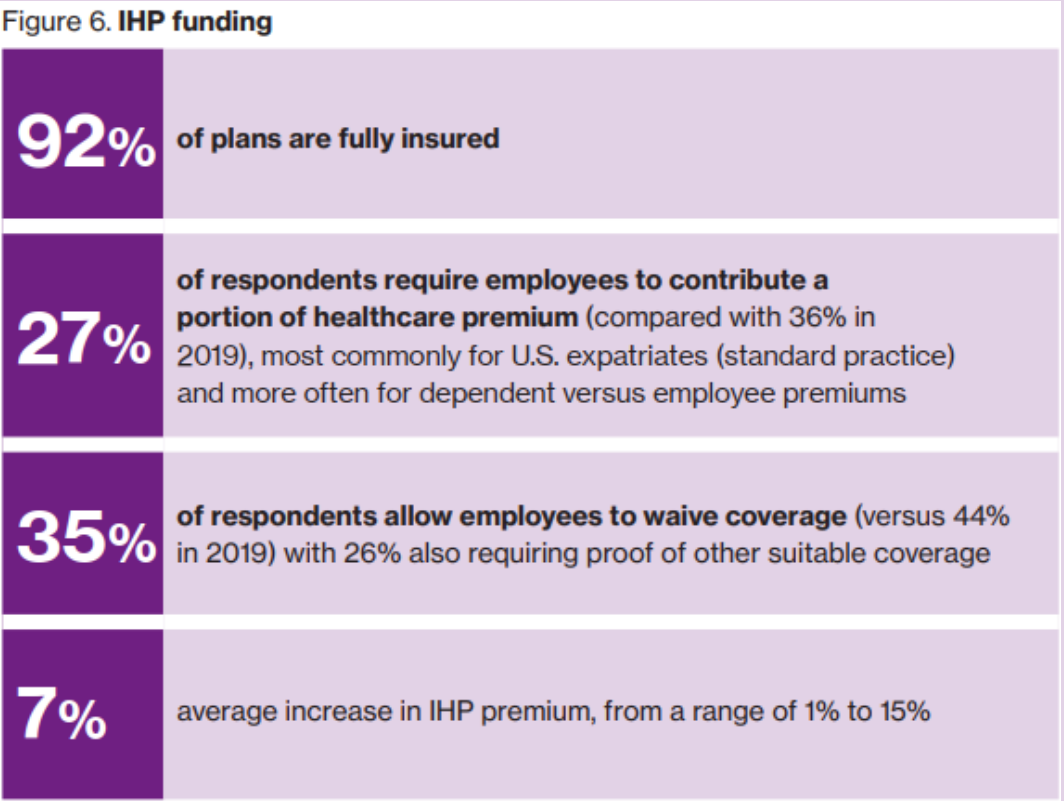 Figure 6. IHP funding
92% of plans are fully insured
27%
of respondents require employees to contribute a
portion of healthcare premium (compared with 36% in
2019), most commonly for U.S. expatriates (standard practice)
and more often for dependent versus employee premiums
35%
of respondents allow employees to waive coverage (versus 44%
in 2019) with 26% also requiring proof of other suitable coverage
7% average increase in IHP premium, from a range of 1% to 15%